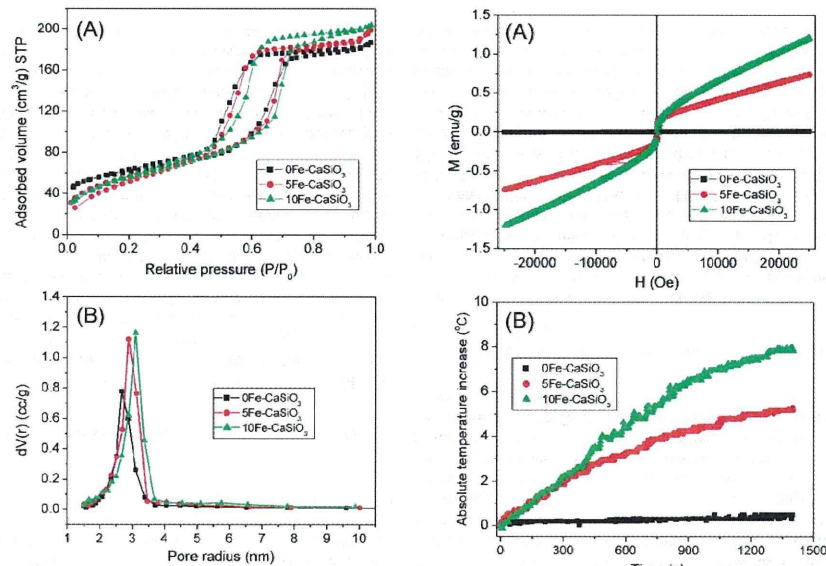 (A)
Adsorbed volume (cm³/g) STP
200
160
120
80
40
0
0Fe-CaSiO₃
5Fe-CaSiO₃
10Fe-CaSiO₃
0.0 0.2 0.4 0.6 0.8 1.0
Relative pressure (P/P₀)
(B)
dV(r) (cc/g)
1.4
1.2
1.0
0.8
0.6
0.4
0.2
0.0
0Fe-CaSiO₃
5Fe-CaSiO₃
10Fe-CaSiO₃
1 2 3 4 5 6 7 8 9 10
Pore radius (nm)
(A)
M (emu/g)
1.5
1.0
0.5
0.0
-0.5
-1.0
-1.5
0Fe-CaSiO₃
5Fe-CaSiO₃
10Fe-CaSiO₃
-20000 -10000 0 10000 20000
H (Oe)
(B)
Absolute temperature increase (°C)
10
8
6
4
2
0
0Fe-CaSiO₃
5Fe-CaSiO₃
10Fe-CaSiO₃
0 300 600 900 1200 1500